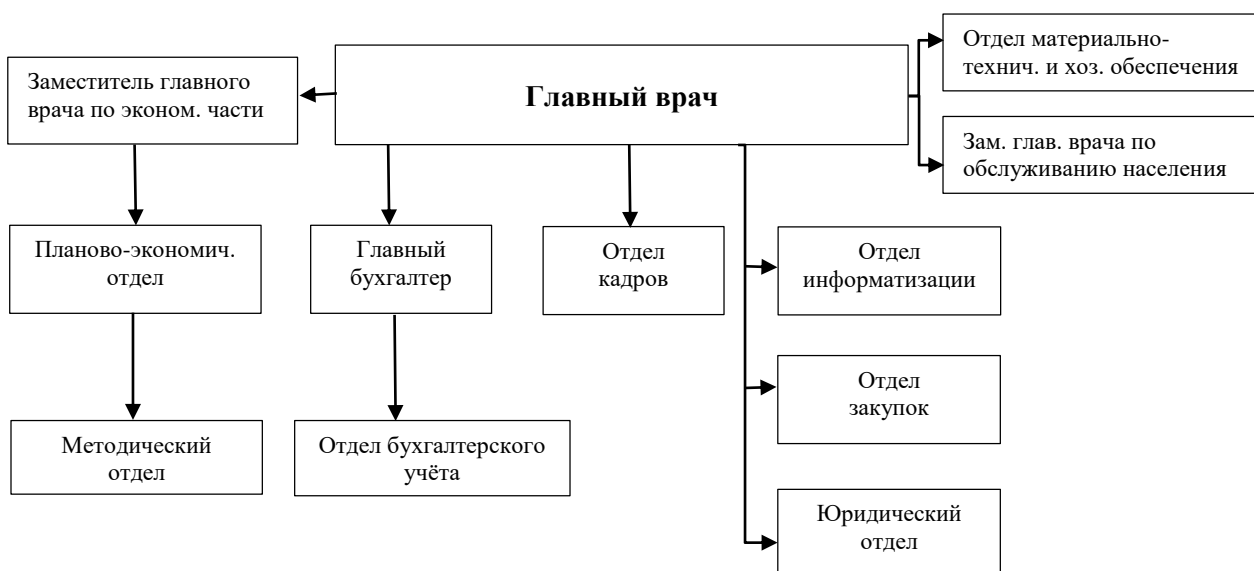 Отдел материально-
технич. и хоз. обеспечения
Заместитель главного
врача по эконом. части
Главный врач
Зам. глав. врача по
обслуживанию населения
Планово-экономич.
отдел
Главный
бухгалтер
Отдел
кадров
Отдел
информатизации
Отдел
закупок
Методический
отдел
Отдел бухгалтерского
учёта
Юридический
отдел